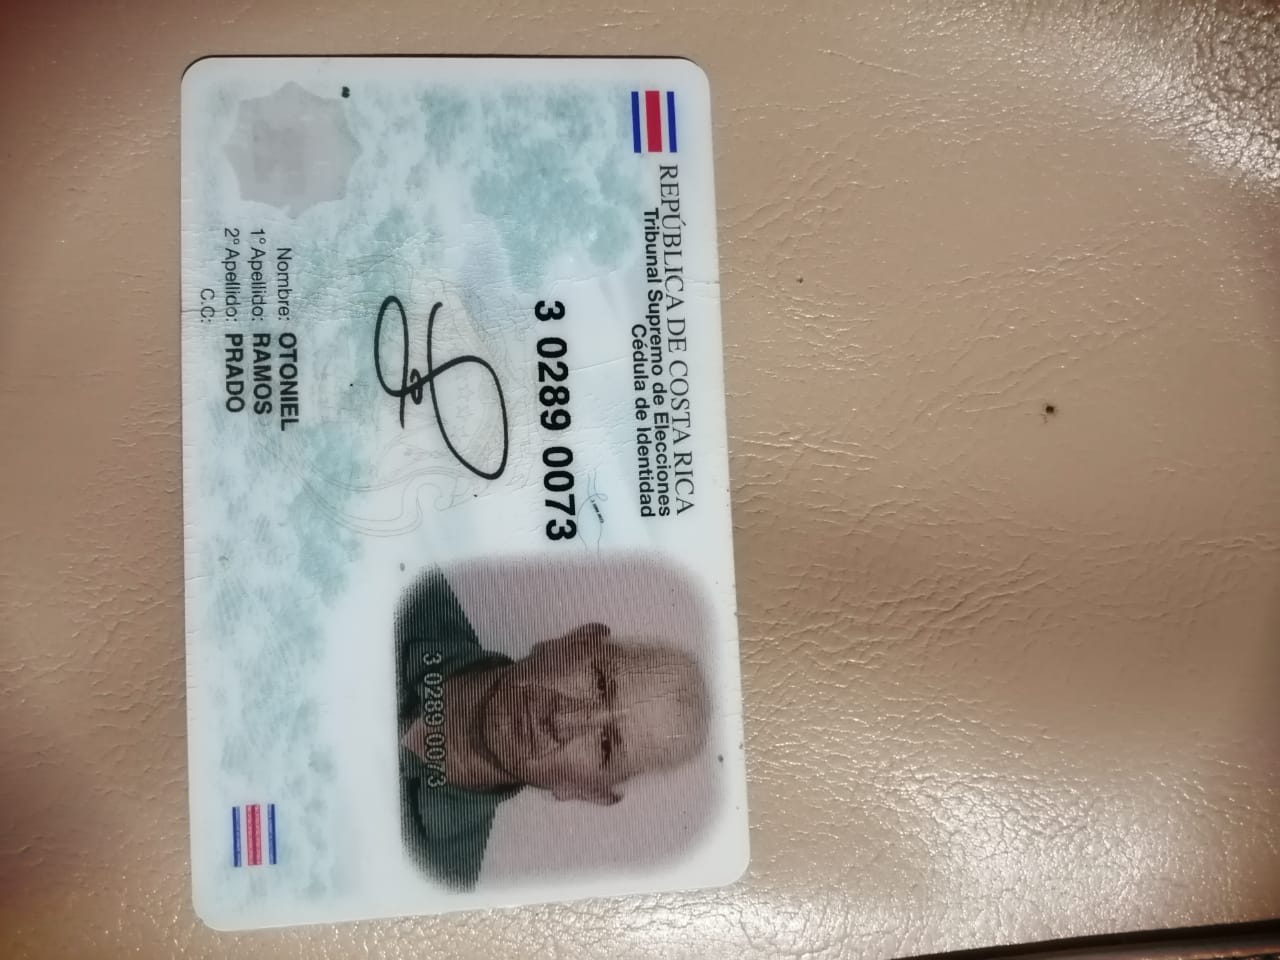 REPÚBLICA DE COSTA RICA
Tribunal Supremo de Elecciones
Cédula de Identidad
3 0289 0073
3 0289 0073
Nombre: OTONIEL
1° Apellido: RAMOS
2° Apellido: PRADO
C.C: